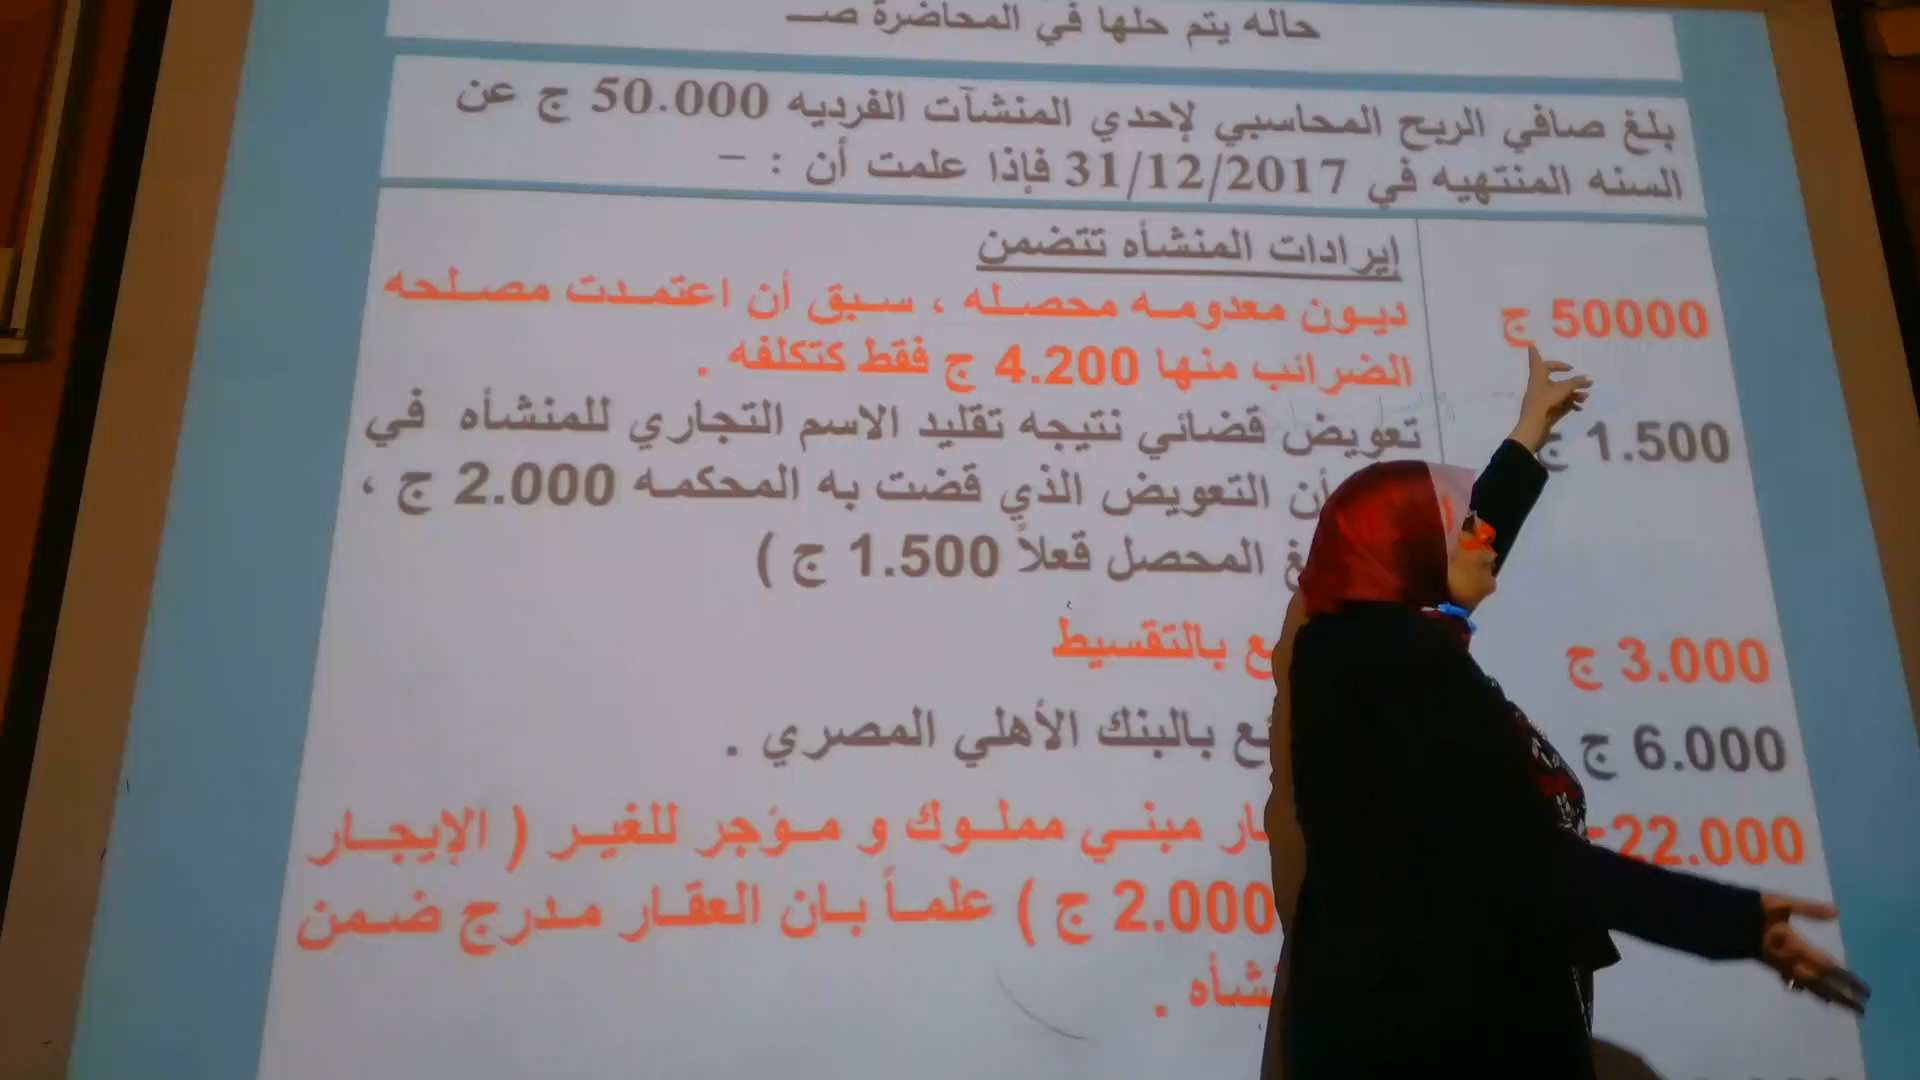 حاله يتم حلها في المحاضرة صـــ
بلغ صافي الربح المحاسبي لإحدي المنشآت الفرديه 50.000 ج عن
السنه المنتهيه في 31/12/2017 فإذا علمت أن : –
إيرادات المنشأه تتضمن
50000 ج ديون معدومه محصله ، سبق أن اعتمدت مصلحه
الضرائب منها 4.200 ج فقط كتكلفه .
1.500 ج تعويض قضائي نتيجه تقليد الاسم التجاري للمنشأه في
أن التعويض الذي قضت به المحكمه 2.000 ج ،
المحصل قعلاً 1.500 ج )
3.000 ج بالتقسيط
6.000 ج بالبنك الأهلي المصري .
22.000 مبني مملوك و مؤجر للغير ( الإيجار
2.000 ج ) علماً بان العقار مدرج ضمن